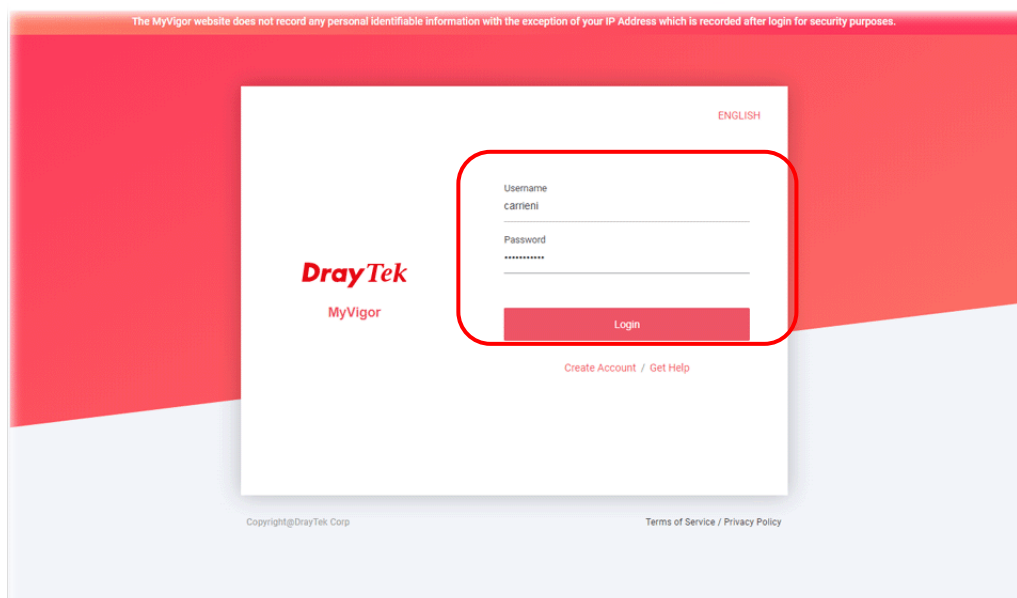 The MyVigor website does not record any personal identifiable information with the exception of your IP Address which is recorded after login for security purposes.
ENGLISH
Username
carrieni
Password
•••••••••••
DrayTek
MyVigor
Login
Create Account / Get Help
Copyright@DrayTek Corp
Terms of Service / Privacy Policy